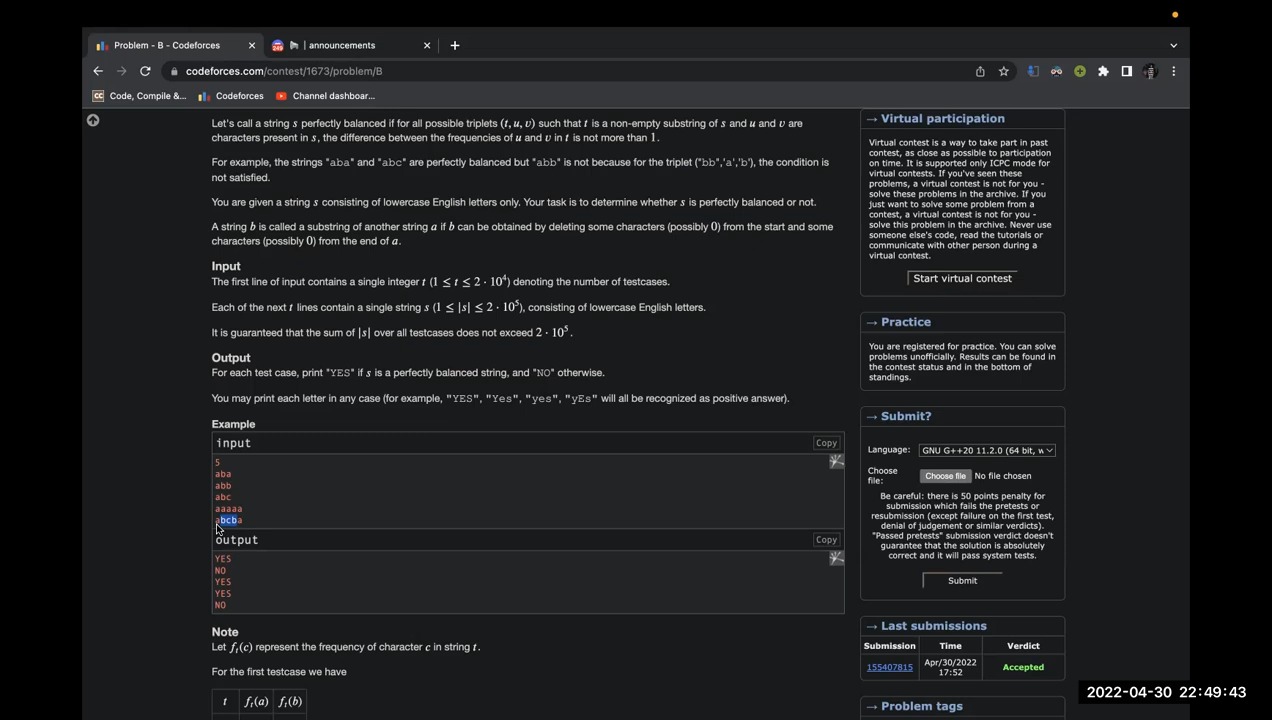 Problem - B - Codeforces
249
| announcements
codeforces.com/contest/1673/problem/B
CC Code, Compile &...
Codeforces
Channel dashboar...
Let's call a string s perfectly balanced if for all possible triplets (t, u, v) such that t is a non-empty substring of s and u and v are
characters present in s, the difference between the frequencies of u and v in t is not more than 1.
For example, the strings "aba" and "abc" are perfectly balanced but "abb" is not because for the triplet ("bb",'a','b'), the condition is
not satisfied.
You are given a string s consisting of lowercase English letters only. Your task is to determine whether s is perfectly balanced or not.
A string b is called a substring of another string a if b can be obtained by deleting some characters (possibly 0) from the start and some
characters (possibly 0) from the end of a.
Input
The first line of input contains a single integer t (1 ≤ t ≤ 2 · 10⁴) denoting the number of testcases.
Each of the next t lines contain a single string s (1 ≤ |s| ≤ 2 · 10⁵), consisting of lowercase English letters.
It is guaranteed that the sum of |s| over all testcases does not exceed 2 · 10⁵.
Output
For each test case, print "YES" if s is a perfectly balanced string, and "NO" otherwise.
You may print each letter in any case (for example, "YES", "Yes", "yes", "yEs" will all be recognized as positive answer).
Example
input
Copy
5
aba
abb
abc
aaaaa
abcba
output
Copy
YES
NO
YES
YES
NO
Note
Let fₜ(c) represent the frequency of character c in string t.
For the first testcase we have
t fₜ(a) fₜ(b)
→ Virtual participation
Virtual contest is a way to take part in past
contest, as close as possible to participation
on time. It is supported only ICPC mode for
virtual contests. If you've seen these
problems, a virtual contest is not for you -
solve these problems in the archive. If you
just want to solve some problem from a
contest, a virtual contest is not for you -
solve this problem in the archive. Never use
someone else's code, read the tutorials or
communicate with other person during a
virtual contest.
Start virtual contest
→ Practice
You are registered for practice. You can solve
problems unofficially. Results can be found in
the contest status and in the bottom of
standings.
→ Submit?
Language: GNU G++20 11.2.0 (64 bit, w
Choose
file:
Choose file No file chosen
Be careful: there is 50 points penalty for
submission which fails the pretests or
resubmission (except failure on the first test,
denial of judgement or similar verdicts).
"Passed pretests" submission verdict doesn't
guarantee that the solution is absolutely
correct and it will pass system tests.
Submit
→ Last submissions
Submission Time Verdict
155407815 Apr/30/2022 17:52 Accepted
→ Problem tags
2022-04-30 22:49:43